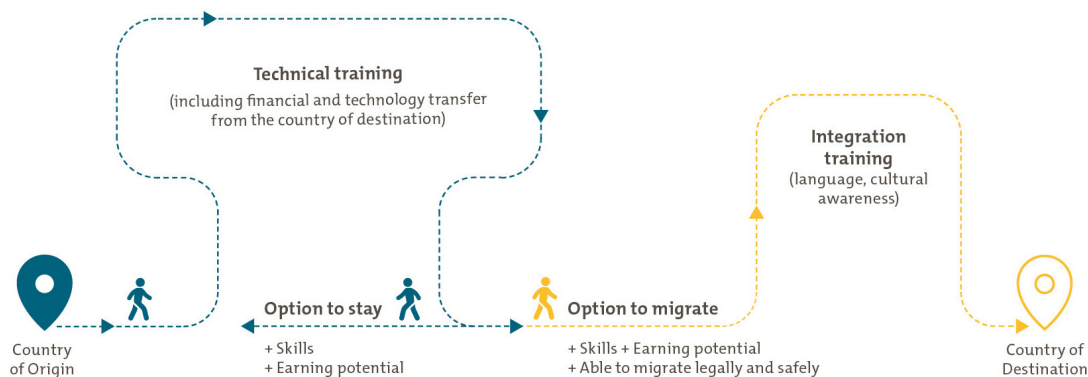 Technical training
(including financial and technology transfer
from the country of destination)
Integration
training
(language, cultural
awareness)
Option to stay
+ Skills
+ Earning potential
Option to migrate
+ Skills + Earning potential
+ Able to migrate legally and safely
Country
of Origin
Country of
Destination